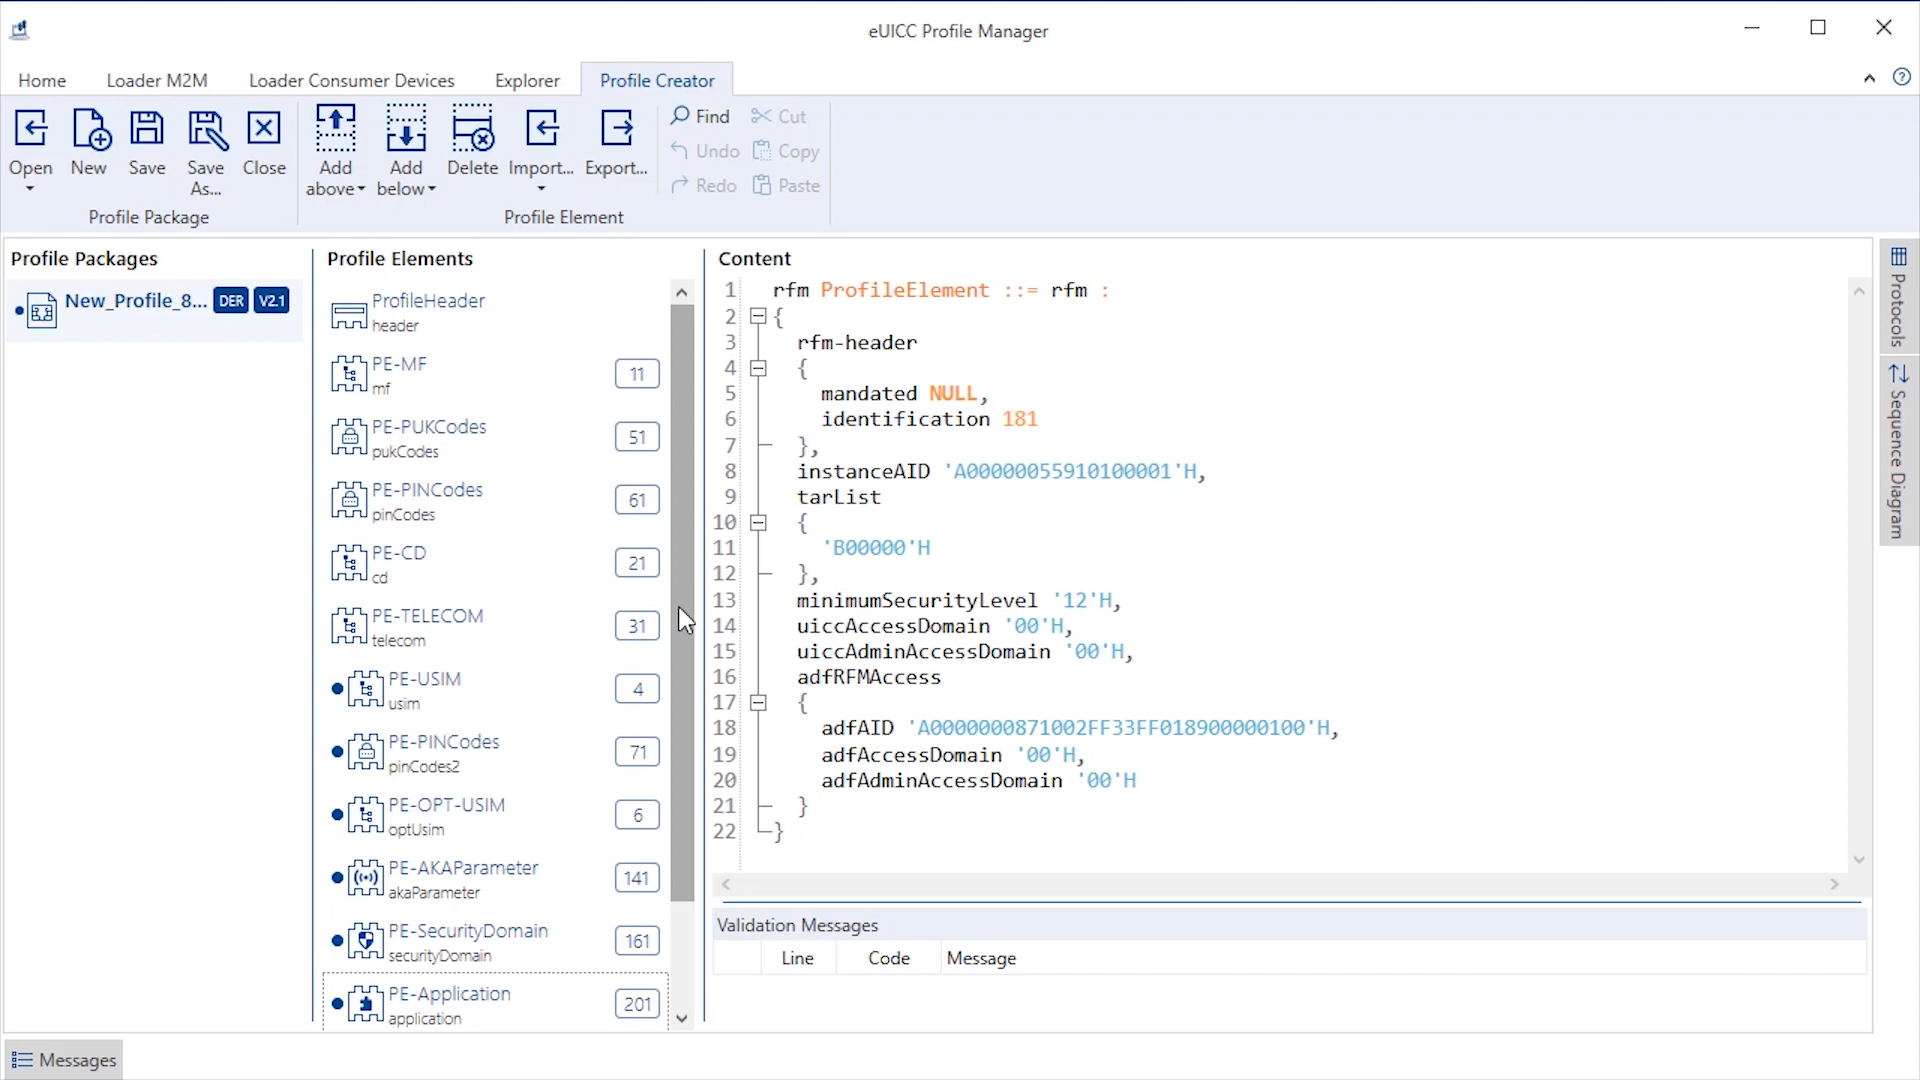 eUICC Profile Manager
Home Loader M2M Loader Consumer Devices Explorer Profile Creator
Open New Save Save As... Close
Profile Package
Add above Add below Delete Import... Export...
Profile Element
Find Cut
Undo Copy
Redo Paste
Profile Packages
New_Profile_8... DER V2.1
Profile Elements
ProfileHeader
header
PE-MF 11
mf
PE-PUKCodes 51
pukCodes
PE-PINCodes 61
pinCodes
PE-CD 21
cd
PE-TELECOM 31
telecom
PE-USIM 4
usim
PE-PINCodes 71
pinCodes2
PE-OPT-USIM 6
optUsim
PE-AKAParameter 141
akaParameter
PE-SecurityDomain 161
securityDomain
PE-Application 201
application
Content
1 rfm ProfileElement ::= rfm :
2 {
3 rfm-header
4 {
5 mandated NULL,
6 identification 181
7 },
8 instanceAID 'A00000055910100001'H,
9 tarList
10 {
11 'B00000'H
12 },
13 minimumSecurityLevel '12'H,
14 uiccAccessDomain '00'H,
15 uiccAdminAccessDomain '00'H,
16 adfRFMAccess
17 {
18 adfAID 'A0000000871002FF33FF018900000100'H,
19 adfAccessDomain '00'H,
20 adfAdminAccessDomain '00'H
21 }
22 }
Validation Messages
Line Code Message
Protocols
Sequence Diagram
Messages